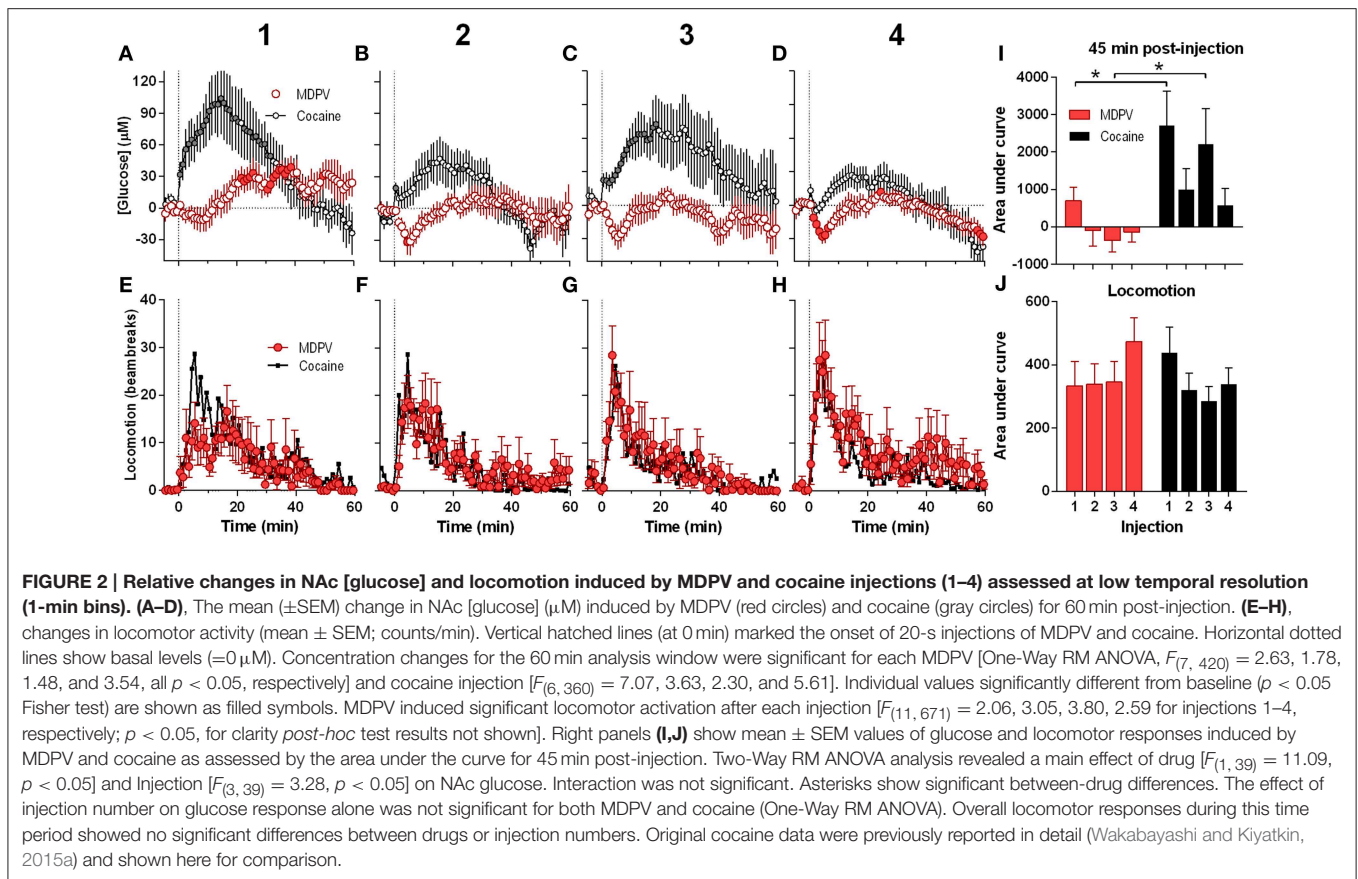 1 2 3 4
A B C D I
45 min post-injection
[Glucose] (µM)
120
90
60
30
0
-30
MDPV
Cocaine
0 20 40 60
0 20 40 60
0 20 40 60
0 20 40 60
Area under curve
4000
3000
2000
1000
0
-1000
MDPV
Cocaine
* *
E F G H J
Locomotion (beambreaks)
40
30
20
10
0
MDPV
Cocaine
0 20 40 60
0 20 40 60
0 20 40 60
0 20 40 60
Time (min) Time (min) Time (min) Time (min)
Locomotion
Area under curve
600
400
200
0
1 2 3 4 1 2 3 4
Injection
FIGURE 2 | Relative changes in NAc [glucose] and locomotion induced by MDPV and cocaine injections (1–4) assessed at low temporal resolution
(1-min bins). (A–D), The mean (±SEM) change in NAc [glucose] (µM) induced by MDPV (red circles) and cocaine (gray circles) for 60 min post-injection. (E–H),
changes in locomotor activity (mean ± SEM; counts/min). Vertical hatched lines (at 0 min) marked the onset of 20-s injections of MDPV and cocaine. Horizontal dotted
lines show basal levels (=0 µM). Concentration changes for the 60 min analysis window were significant for each MDPV [One-Way RM ANOVA, F(7, 420) = 2.63, 1.78,
1.48, and 3.54, all p < 0.05, respectively] and cocaine injection [F(6, 360) = 7.07, 3.63, 2.30, and 5.61]. Individual values significantly different from baseline (p < 0.05
Fisher test) are shown as filled symbols. MDPV induced significant locomotor activation after each injection [F(11, 671) = 2.06, 3.05, 3.80, 2.59 for injections 1–4,
respectively; p < 0.05, for clarity post-hoc test results not shown]. Right panels (I,J) show mean ± SEM values of glucose and locomotor responses induced by
MDPV and cocaine as assessed by the area under the curve for 45 min post-injection. Two-Way RM ANOVA analysis revealed a main effect of drug [F(1, 39) = 11.09,
p < 0.05] and Injection [F(3, 39) = 3.28, p < 0.05] on NAc glucose. Interaction was not significant. Asterisks show significant between-drug differences. The effect of
injection number on glucose response alone was not significant for both MDPV and cocaine (One-Way RM ANOVA). Overall locomotor responses during this time
period showed no significant differences between drugs or injection numbers. Original cocaine data were previously reported in detail (Wakabayashi and Kiyatkin,
2015a) and shown here for comparison.